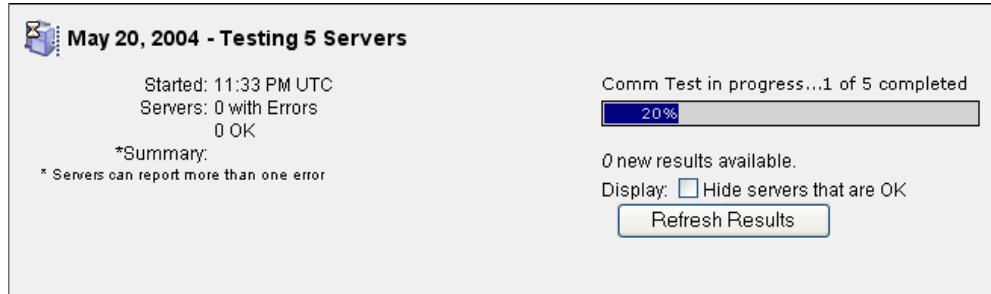 May 20, 2004 - Testing 5 Servers
Started: 11:33 PM UTC
Servers: 0 with Errors
0 OK
*Summary:
* Servers can report more than one error
Comm Test in progress...1 of 5 completed
20%
0 new results available.
Display: Hide servers that are OK
Refresh Results